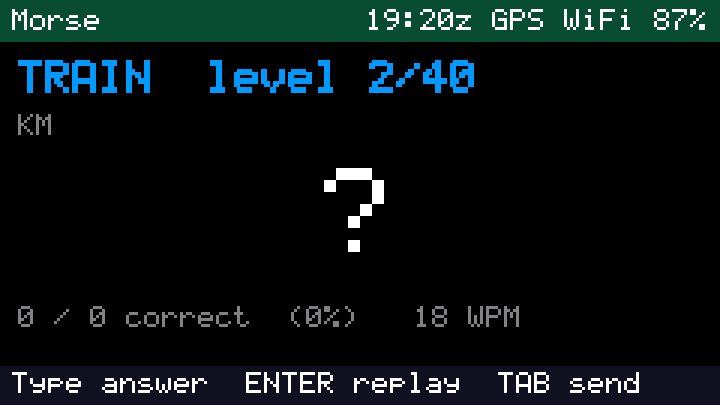 Morse 19:20z GPS WiFi 87%
TRAIN level 2/40
KM
?
0 / 0 correct (0%) 18 WPM
Type answer ENTER replay TAB send